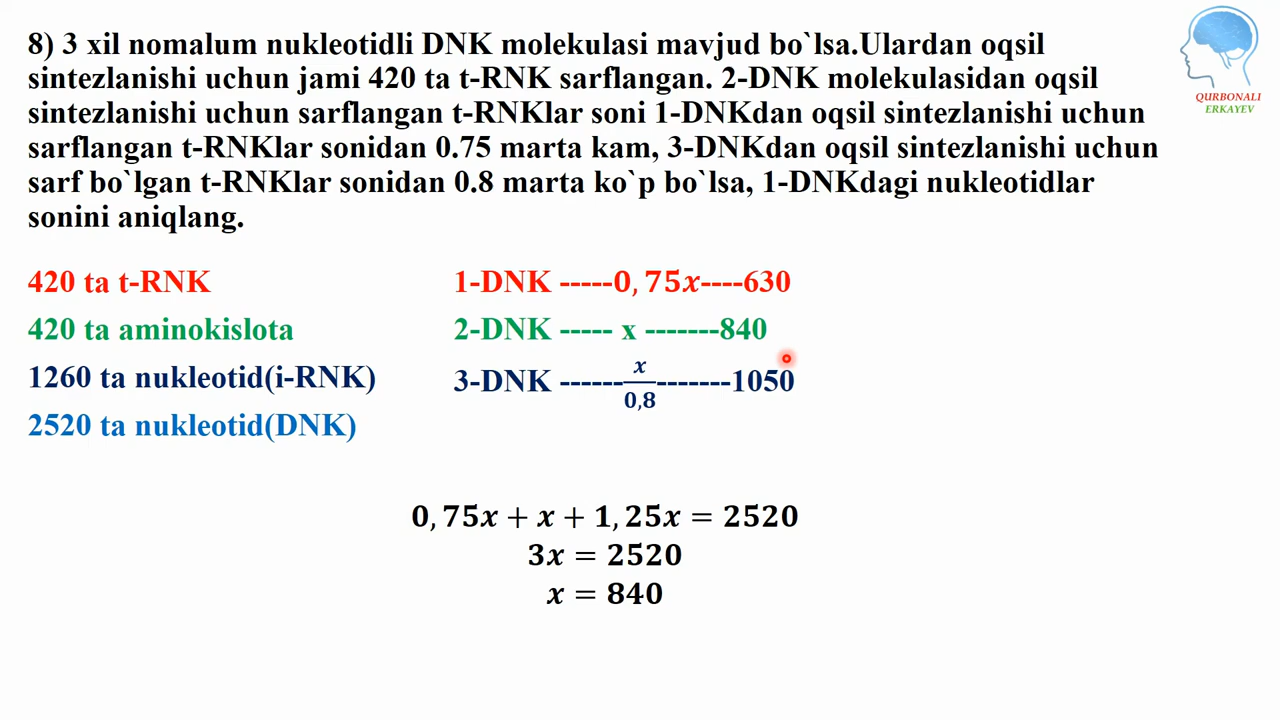 8) 3 xil nomalum nukleotidli DNK molekulasi mavjud bo`lsa.Ulardan oqsil
sintezlanishi uchun jami 420 ta t-RNK sarflangan. 2-DNK molekulasidan oqsil
sintezlanishi uchun sarflangan t-RNKlar soni 1-DNKdan oqsil sintezlanishi uchun
sarflangan t-RNKlar sonidan 0.75 marta kam, 3-DNKdan oqsil sintezlanishi uchun
sarf bo`lgan t-RNKlar sonidan 0.8 marta ko`p bo`lsa, 1-DNKdagi nukleotidlar
sonini aniqlang.
QURBONALI
ERKAYEV
420 ta t-RNK
420 ta aminokislota
1260 ta nukleotid(i-RNK)
2520 ta nukleotid(DNK)
1-DNK -----0,75x----630
2-DNK ----- x -------840
3-DNK ------x/0,8-------1050
0,75x + x + 1,25x = 2520
3x = 2520
x = 840